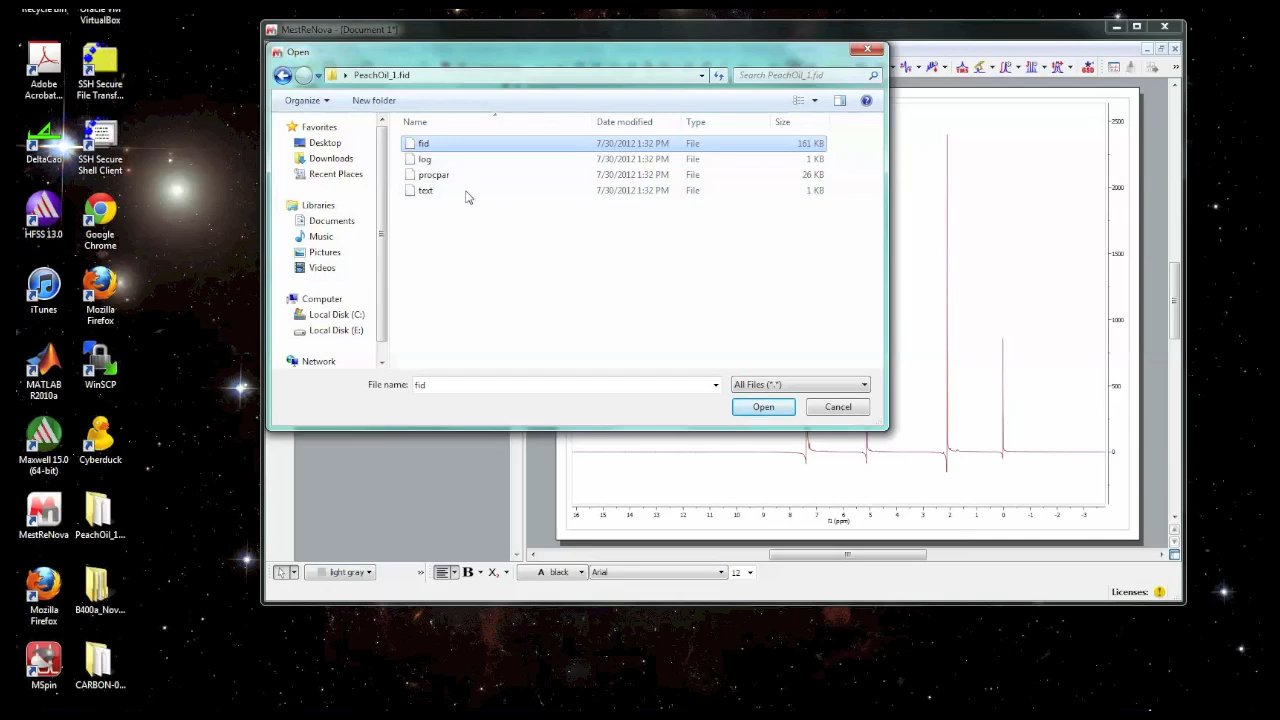 Recycle Bin
Oracle VM
VirtualBox
Adobe
Acrobat...
SSH Secure
File Transf...
DeltaCad
SSH Secure
Shell Client
HFSS 13.0
Google
Chrome
iTunes
Mozilla
Firefox
MATLAB
R2010a
WinSCP
Maxwell 15.0
(64-bit)
Cyberduck
MestReNova
PeachOil_1...
Mozilla
Firefox
B400a_Nov...
MSpin
CARBON-0...
MestReNova - [Document 1*]
Open
PeachOil_1.fid
Search PeachOil_1.fid
Organize
New folder
Favorites
Desktop
Downloads
Recent Places
Libraries
Documents
Music
Pictures
Videos
Computer
Local Disk (C:)
Local Disk (E:)
Network
Name Date modified Type Size
fid 7/30/2012 1:32 PM File 161 KB
log 7/30/2012 1:32 PM File 1 KB
procpar 7/30/2012 1:32 PM File 26 KB
text 7/30/2012 1:32 PM File 1 KB
File name: fid All Files (*.*)
Open Cancel
TMS
GSD
2500
2000
1500
1000
500
0
16 15 14 13 12 11 10 9 8 7 6 5 4 3 2 1 0 -1 -2 -3
f1 (ppm)
light gray » B X, A black Arial 12
Licenses: